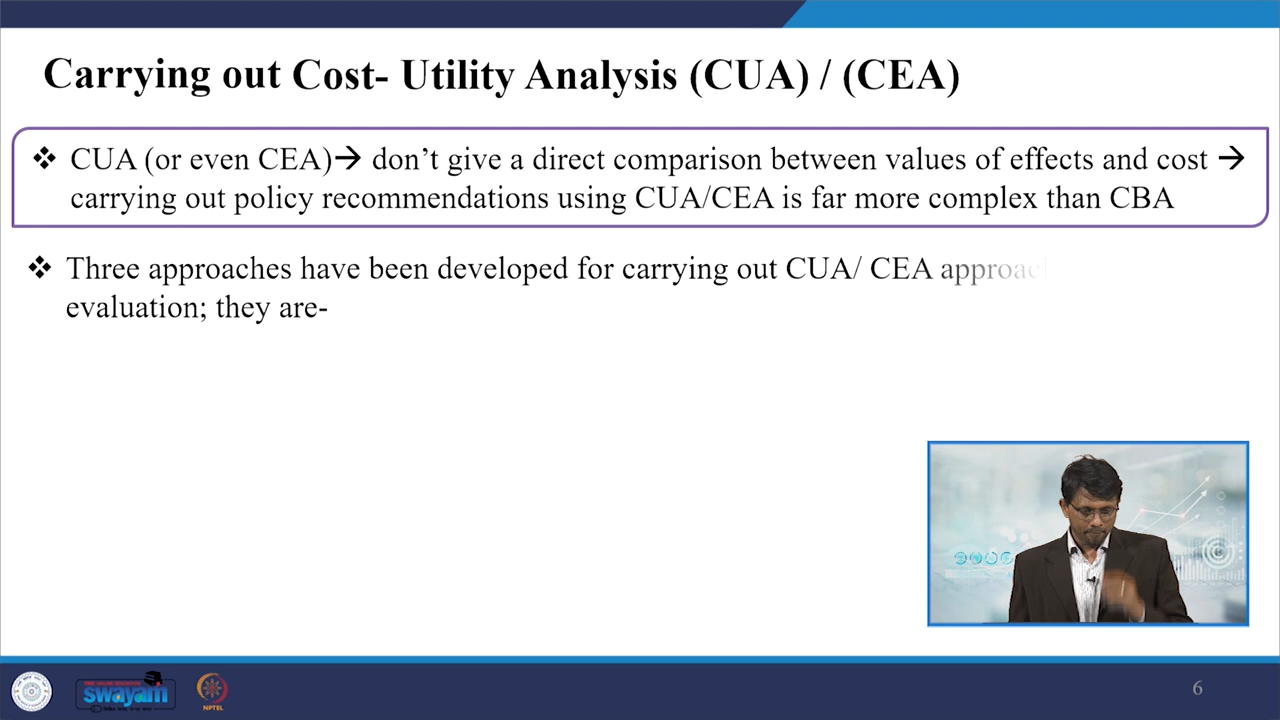 Carrying out Cost- Utility Analysis (CUA) / (CEA)
❖ CUA (or even CEA)→ don’t give a direct comparison between values of effects and cost →
carrying out policy recommendations using CUA/CEA is far more complex than CBA
❖ Three approaches have been developed for carrying out CUA/ CEA approac
evaluation; they are-
swayam
NPTEL
6